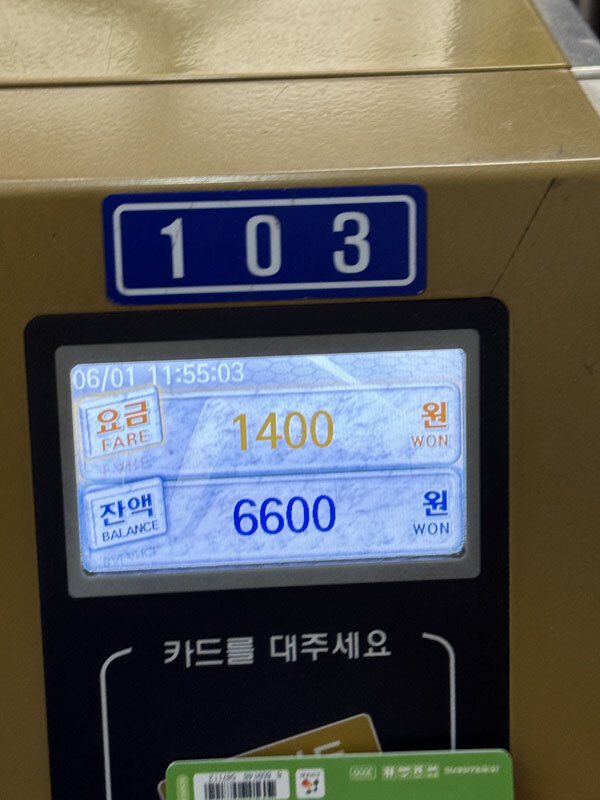 103
06/01 11:55:03
요금 1400 원
FARE WON
잔액 6600 원
BALANCE WON
카드를 대주세요